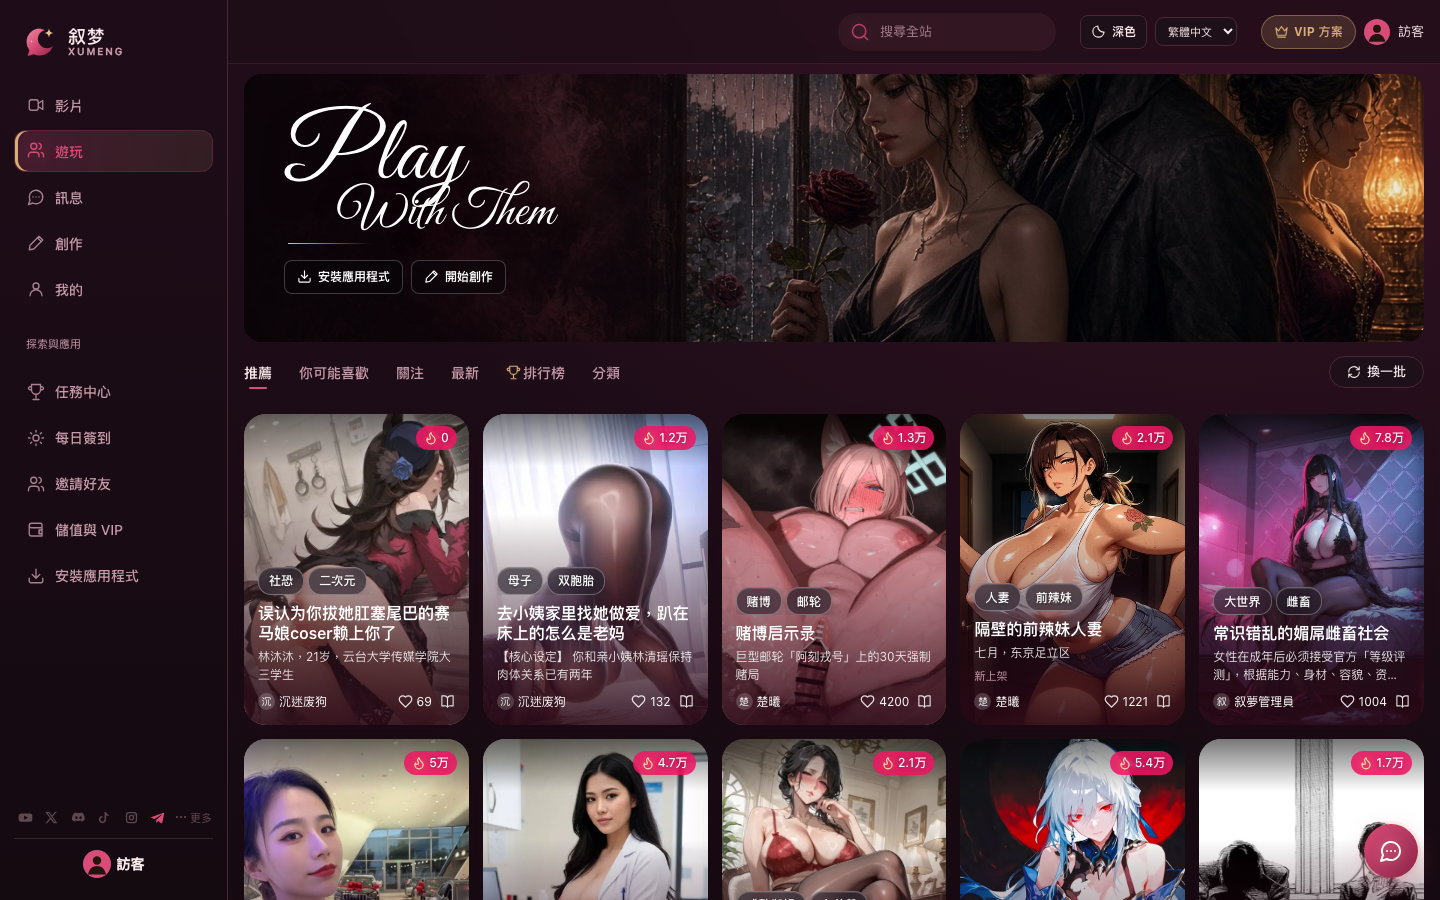 叙梦
XUMENG
搜尋全站
深色
繁體中文
VIP 方案
訪客
影片
遊玩
訊息
創作
我的
探索與應用
任務中心
每日簽到
邀請好友
儲值與 VIP
安裝應用程式
更多
訪客
Play
With Them
安裝應用程式
開始創作
推薦
你可能喜歡
關注
最新
排行榜
分類
換一批
0
社恐
二次元
误认为你拔她肛塞尾巴的赛
马娘coser赖上你了
林沐沐，21岁，云台大学传媒学院大
三学生
沉
沉迷废狗
69
1.2万
母子
双胞胎
去小姨家里找她做爱，趴在
床上的怎么是老妈
【核心设定】 你和亲小姨林清瑶保持
肉体关系已有两年
沉
沉迷废狗
132
1.3万
赌博
邮轮
赌博启示录
巨型邮轮「阿刻戎号」上的30天强制
赌局
楚
楚曦
4200
2.1万
人妻
前辣妹
隔壁的前辣妹人妻
七月，东京足立区
新上架
楚
楚曦
1221
7.8万
大世界
雌畜
常识错乱的媚屌雌畜社会
女性在成年后必须接受官方「等级评
测」，根据能力、身材、容貌、资...
叙
叙夢管理員
1004
5万
4.7万
2.1万
5.4万
1.7万